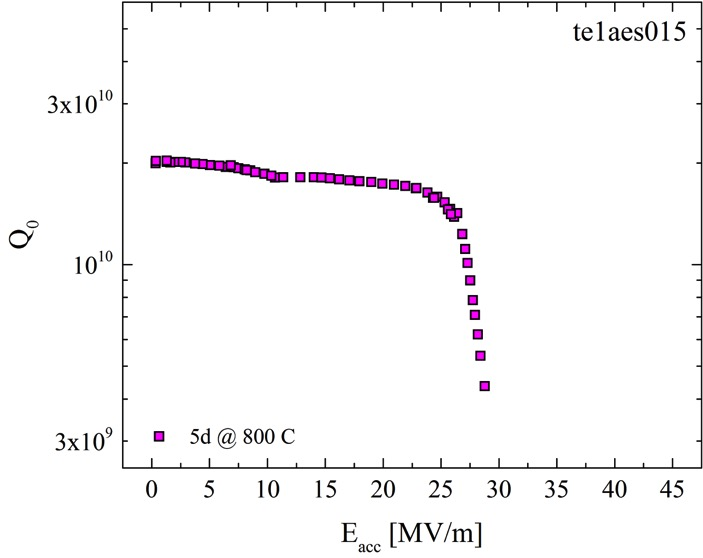 te1aes015
3x10¹⁰
Q₀
10¹⁰
3x10⁹
5d @ 800 C
0 5 10 15 20 25 30 35 40 45
E_acc [MV/m]